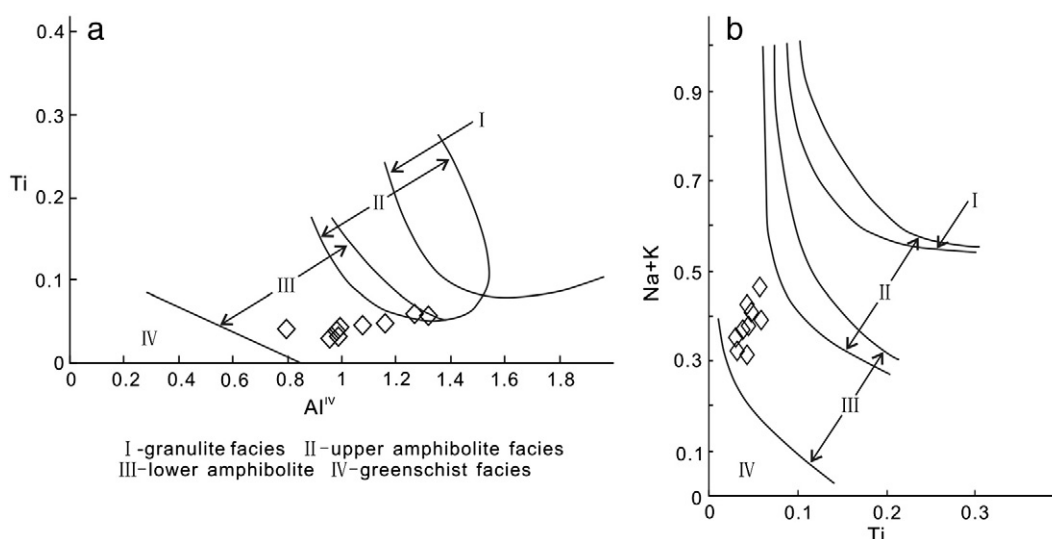 a
0.4
0.2
0.1
0
Ti
0 0.2 0.4 0.6 0.8 1 1.2 1.4 1.6 1.8
Al^IV
I
II
III
IV
I-granulite facies II-upper amphibolite facies
III-lower amphibolite IV-greenschist facies
b
0.9
0.7
0.5
0.3
0.1
0
Na+K
0 0.1 0.2 0.3
Ti
I
II
III
IV